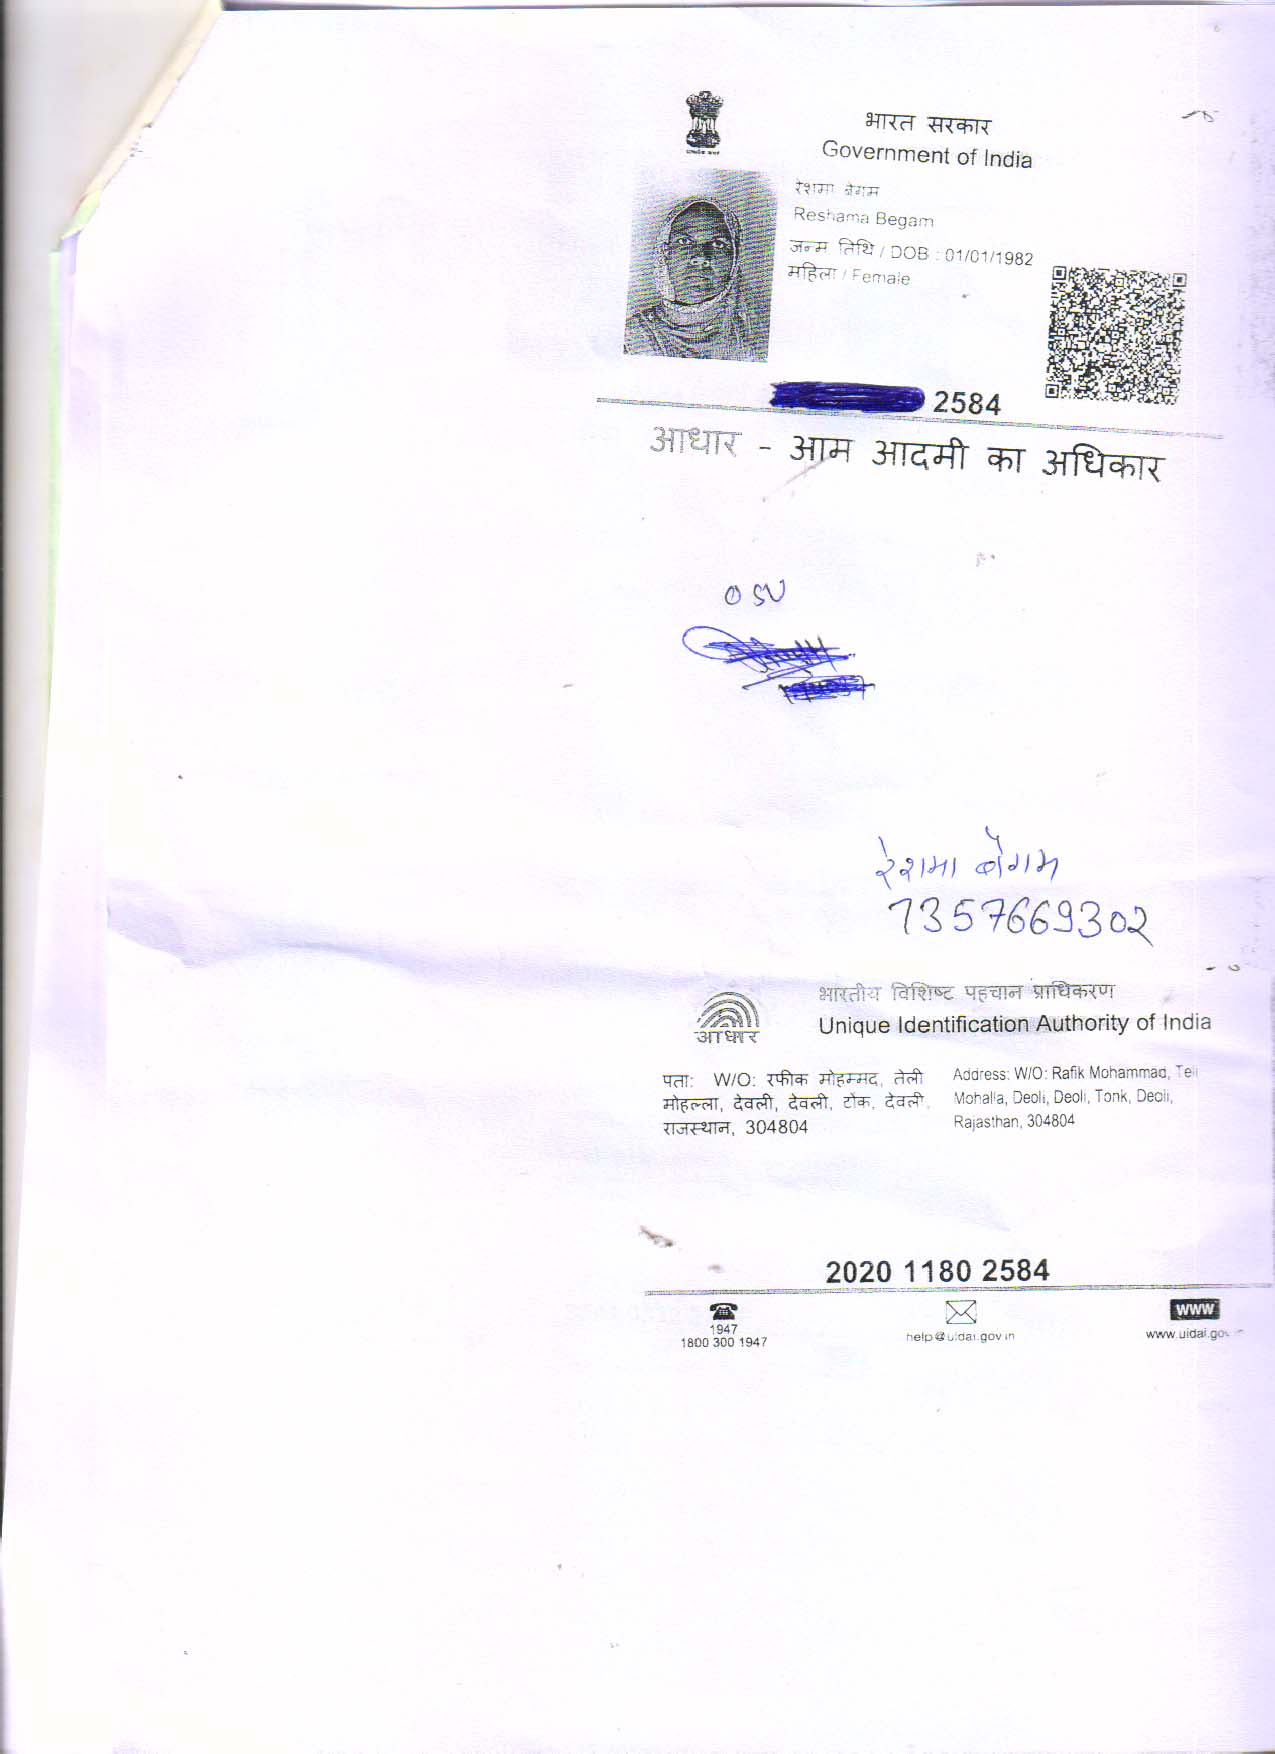 भारत सरकार
Government of India
रेशमा बेगम
Reshama Begam
जन्म तिथि / DOB : 01/01/1982
महिला / Female
2584
आधार - आम आदमी का अधिकार
OSV
रेशमा बेगम
7357669302
भारतीय विशिष्ट पहचान प्राधिकरण
Unique Identification Authority of India
आधार
पता: W/O: रफीक मोहम्मद, तेली
मोहल्ला, देवली, देवली, टोंक, देवली,
राजस्थान, 304804
Address: W/O: Rafik Mohammad, Teli
Mohalla, Deoli, Deoli, Tonk, Deoli,
Rajasthan, 304804
2020 1180 2584
1947
1800 300 1947
help@uidai.gov.in
www
www.uidai.gov